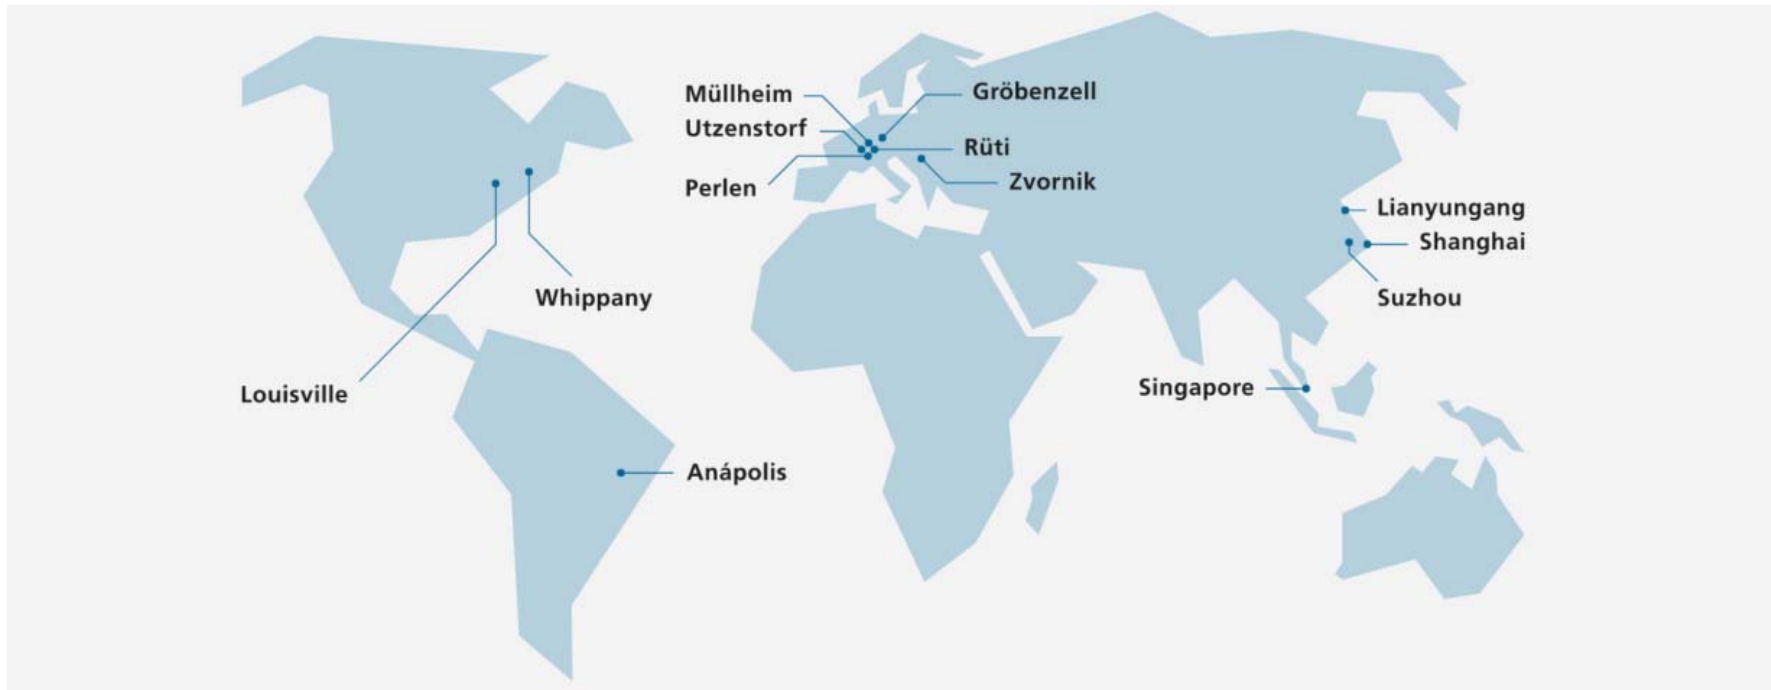 Müllheim
Gröbenzell
Utzenstorf
Rüti
Perlen
Zvornik
Lianyungang
Shanghai
Whippany
Suzhou
Louisville
Singapore
Anápolis